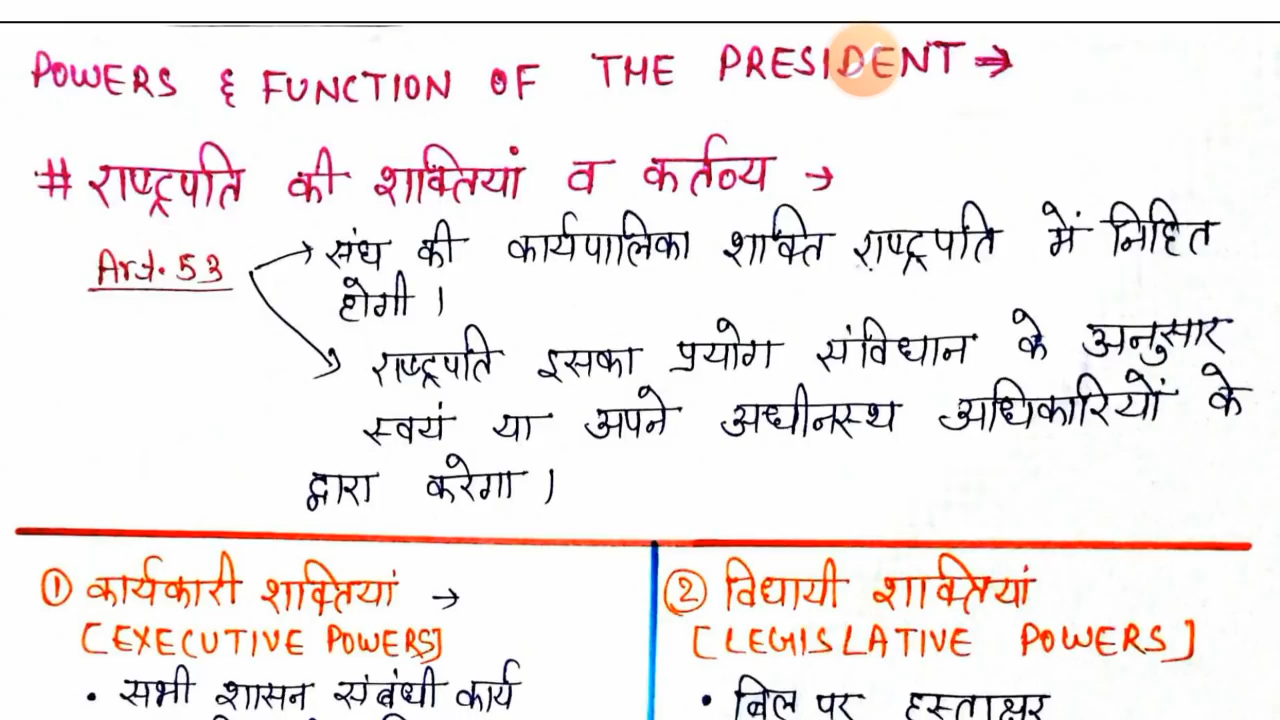 POWERS & FUNCTION OF THE PRESIDENT →
# राष्ट्रपति की शक्तियां व कर्तव्य →
Art. 53 → संघ की कार्यपालिका शक्ति राष्ट्रपति में निहित
होगी ।
→ राष्ट्रपति इसका प्रयोग संविधान के अनुसार
स्वयं या अपने अधीनस्थ अधिकारियों के
द्वारा करेगा ।
① कार्यकारी शक्तियां →
[EXECUTIVE POWERS]
• सभी शासन संबंधी कार्य
② विधायी शक्तियां
[LEGISLATIVE POWERS]
• बिल पर हस्ताक्षर